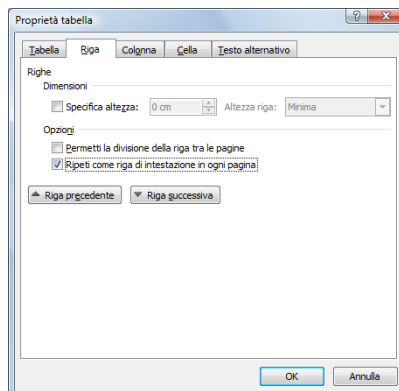 Proprietà tabella
Tabella Riga Colonna Cella Testo alternativo
Righe
Dimensioni
Specifica altezza: 0 cm Altezza riga: Minima
Opzioni
Permetti la divisione della riga tra le pagine
Ripeti come riga di intestazione in ogni pagina
Riga precedente Riga successiva
OK Annulla